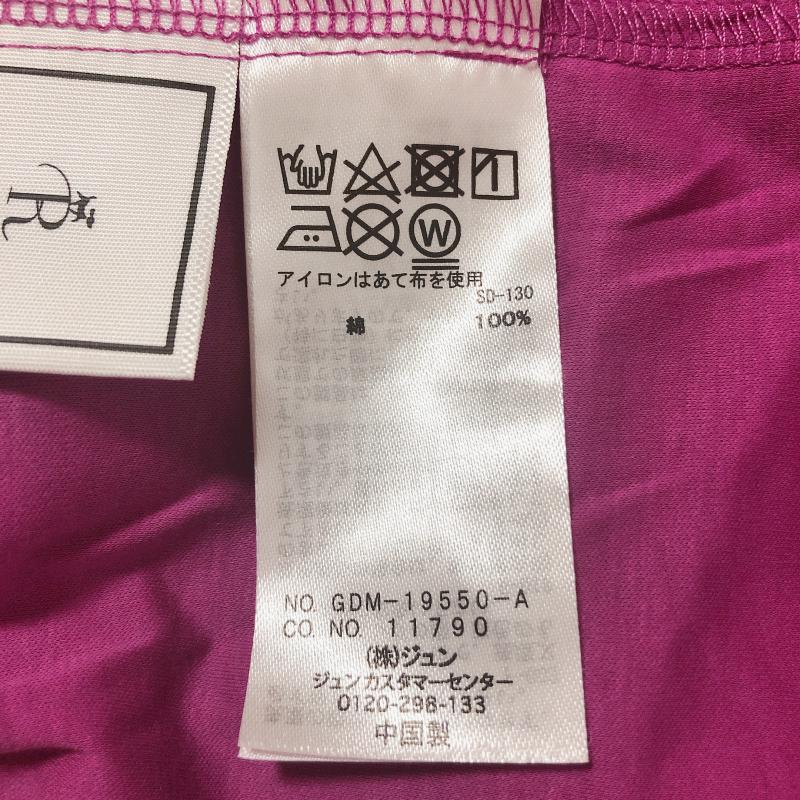 R
W
アイロンはあて布を使用
SD-130
綿 100%
NO. GDM-19550-A
CO. NO. 11790
(株)ジュン
ジュンカスタマーセンター
0120-298-133
中国製